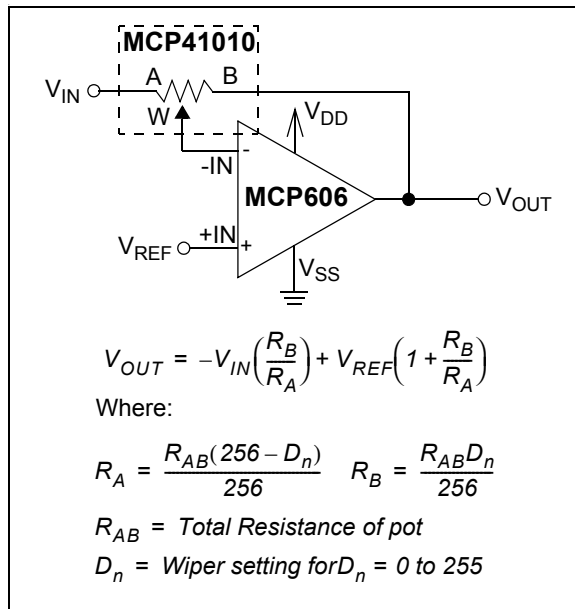 MCP41010
V_IN A B
W V_DD
-IN -
MCP606 V_OUT
V_REF +IN +
V_SS
V_OUT = -V_IN(R_B/R_A) + V_REF(1 + R_B/R_A)
Where:
R_A = R_AB(256 – D_n)/256 R_B = R_AB D_n/256
R_AB = Total Resistance of pot
D_n = Wiper setting forD_n = 0 to 255